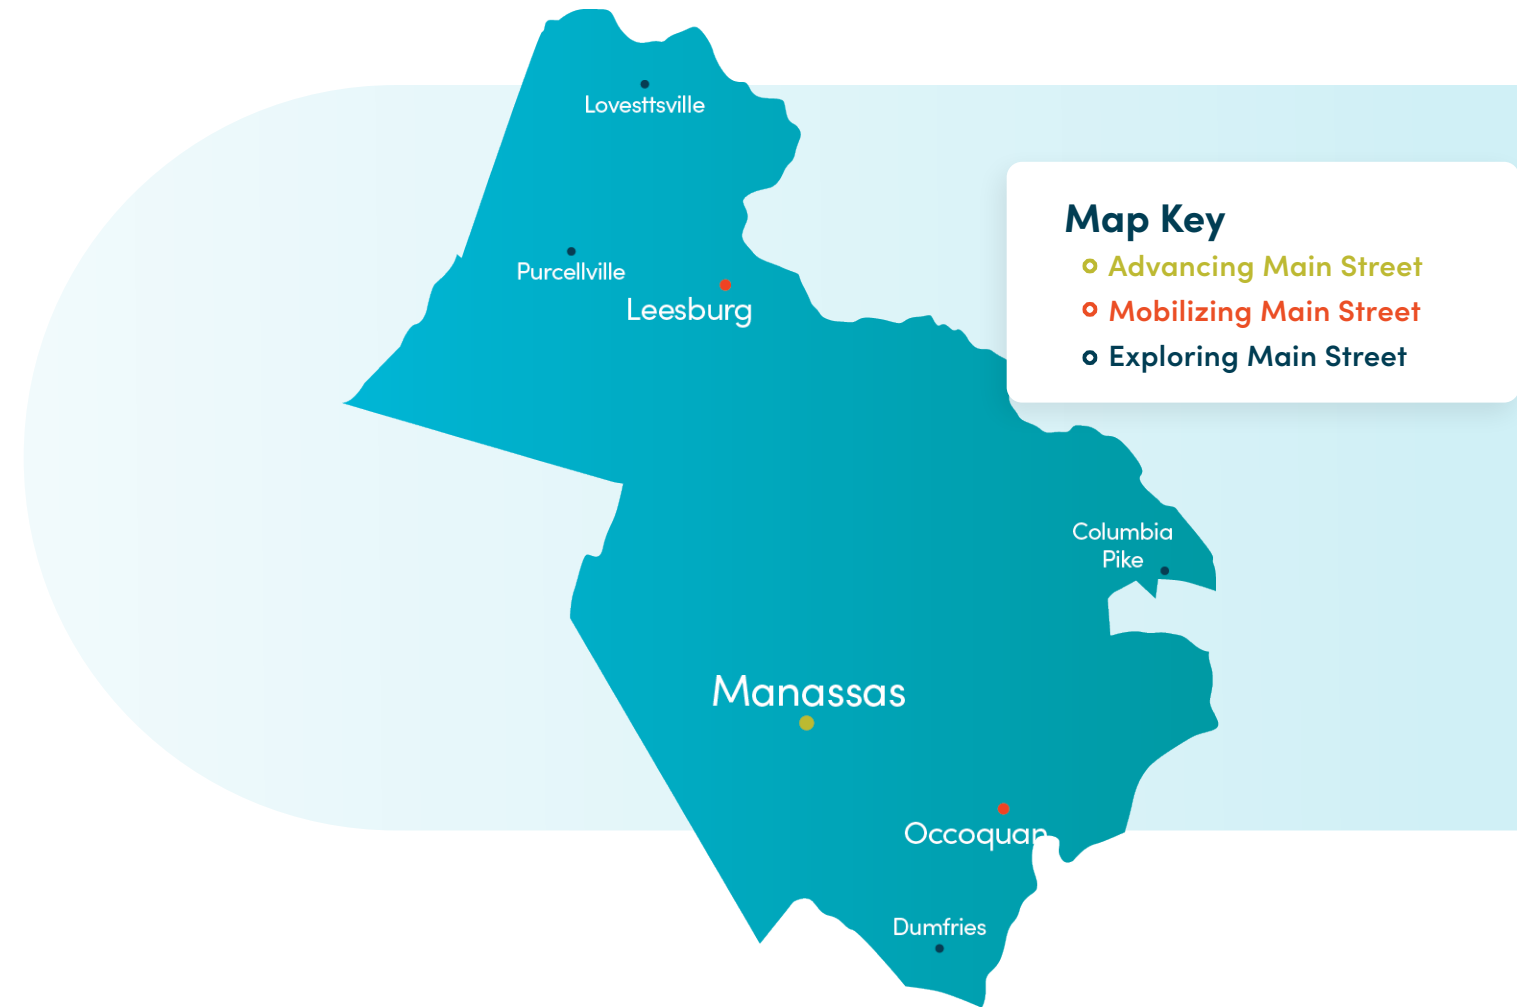 Lovesttsville
Purcellville
Leesburg
Map Key
Advancing Main Street
Mobilizing Main Street
Exploring Main Street
Columbia
Pike
Manassas
Occoquan
Dumfries